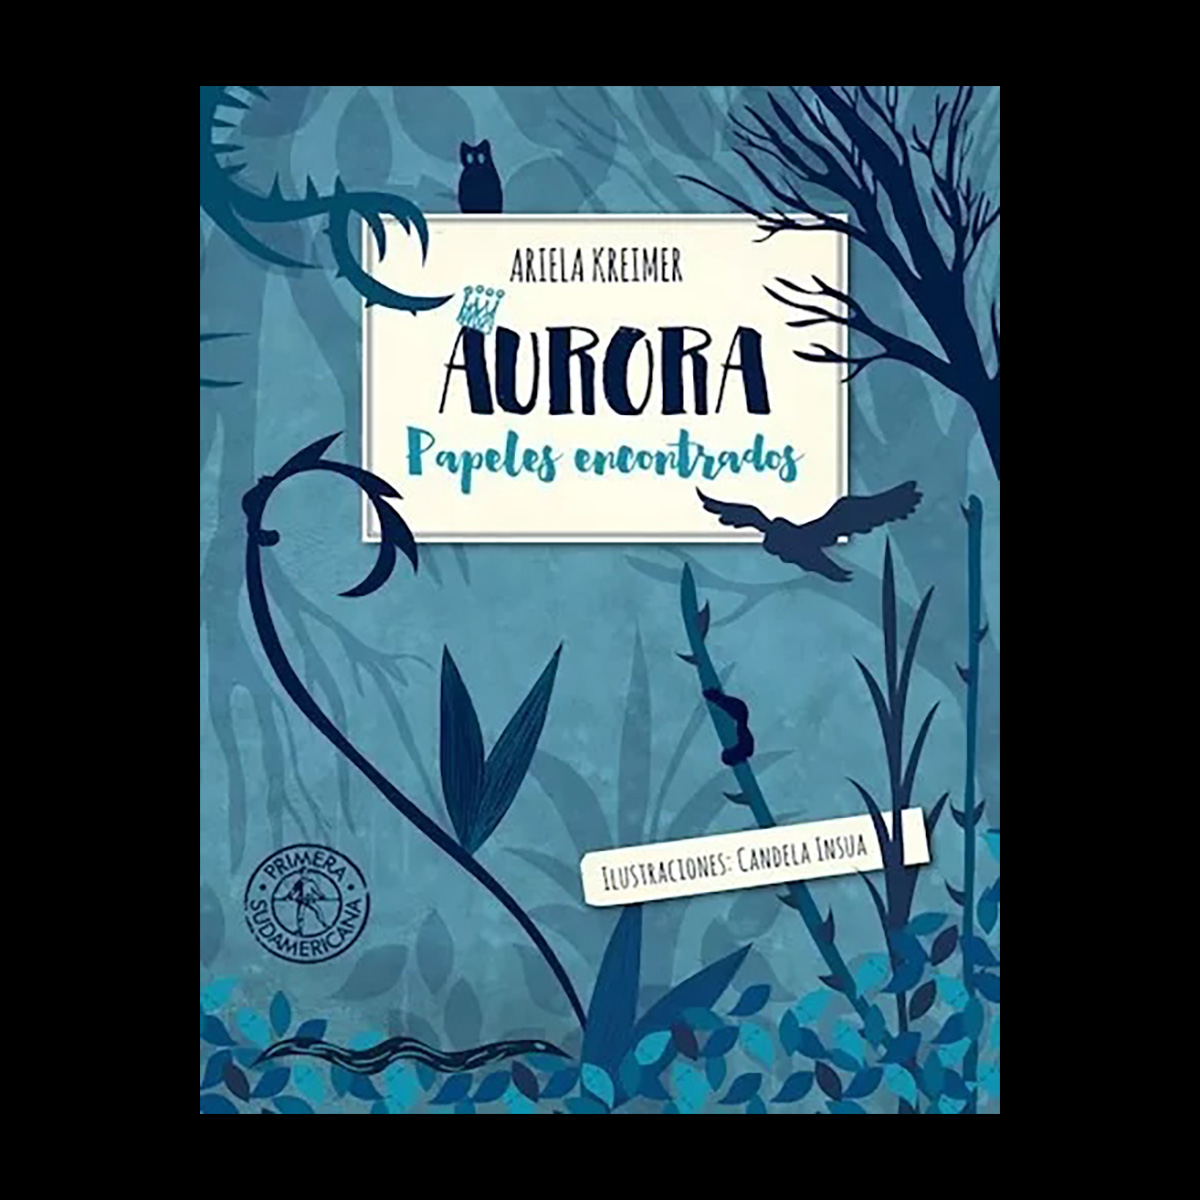 ARIELA KREIMER
AURORA
Papeles encontrados
ILUSTRACIONES: CANDELA INSUA
PRIMERA
SUDAMERICANA